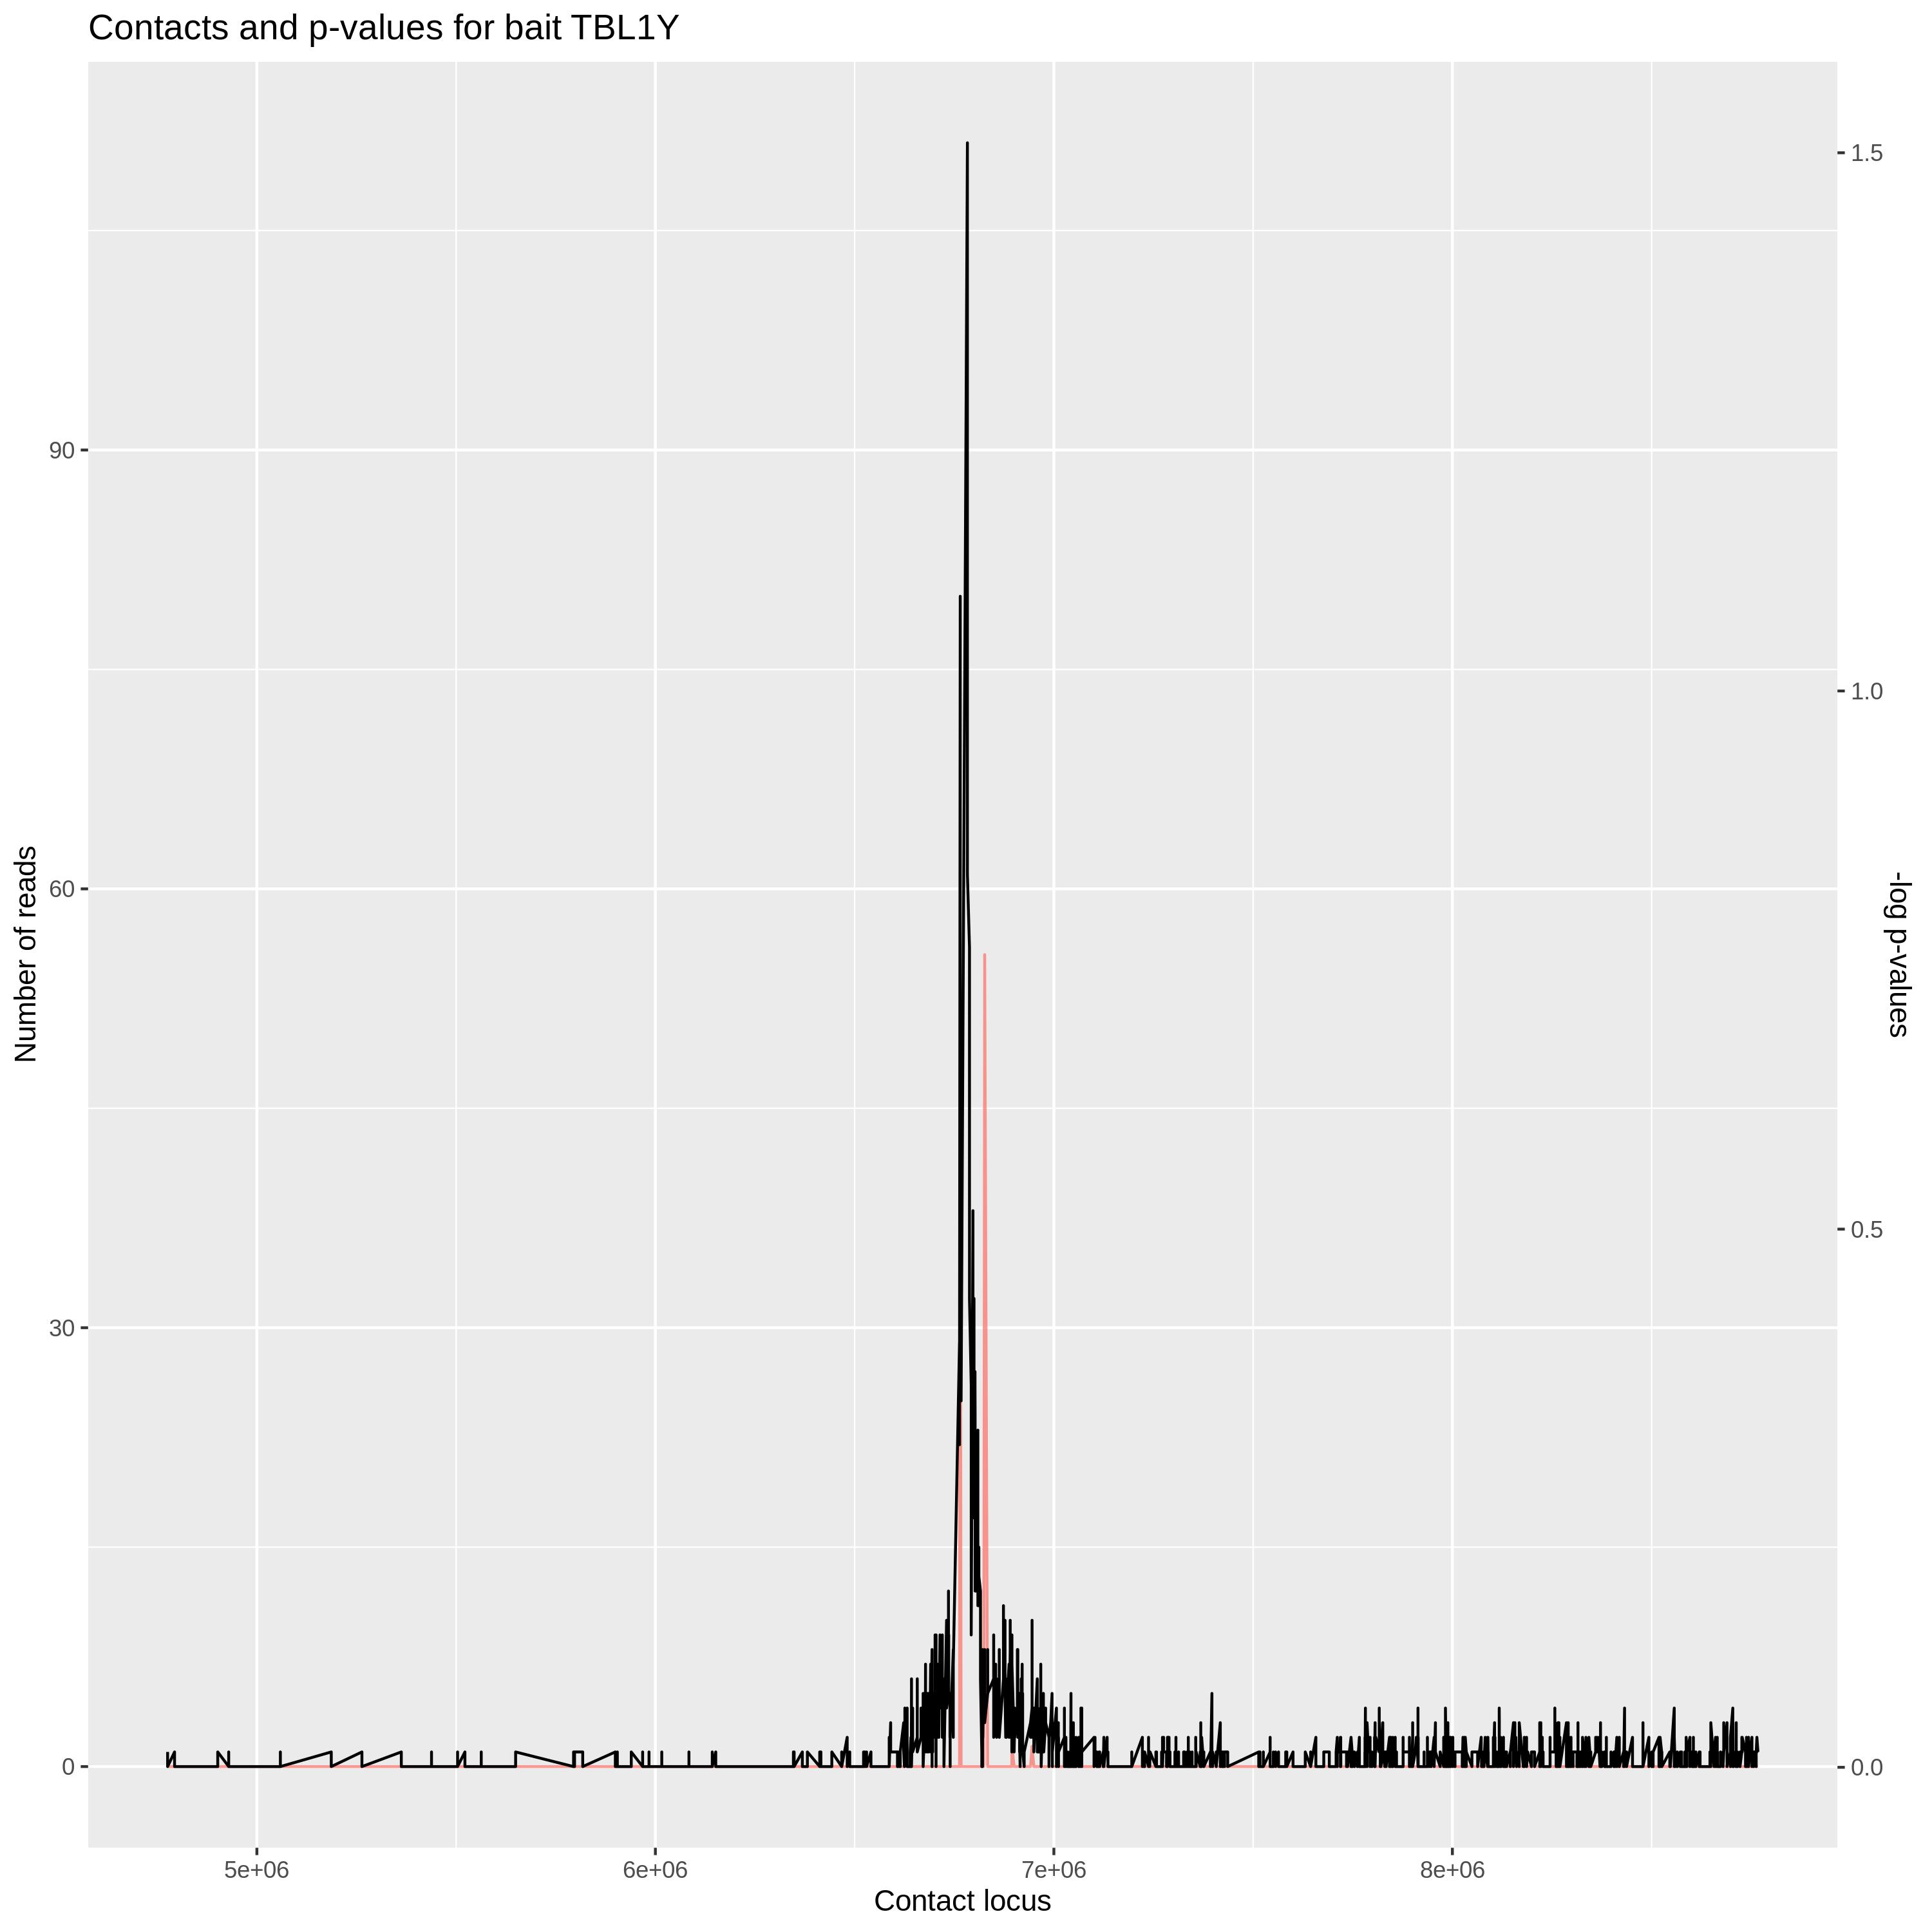 Contacts and p-values for bait TBL1Y
1.5
90
1.0
60
Number of reads
-log p-values
0.5
30
0
0.0
5e+06
6e+06
7e+06
8e+06
Contact locus